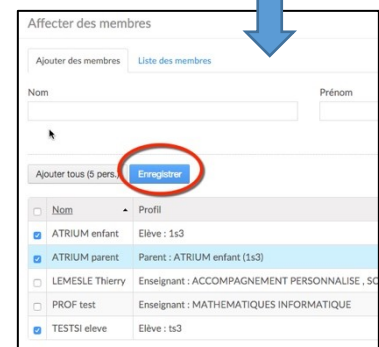 Affecter des membres
Ajouter des membres Liste des membres
Nom Prénom
Ajouter tous (5 pers.) Enregistrer
Nom Profil
ATRIUM enfant Elève : 1s3
ATRIUM parent Parent : ATRIUM enfant (1s3)
LEMESLE Thierry Enseignant : ACCOMPAGNEMENT PERSONNALISE , SC
PROF test Enseignant : MATHEMATIQUES INFORMATIQUE
TESTSI eleve Elève : ts3